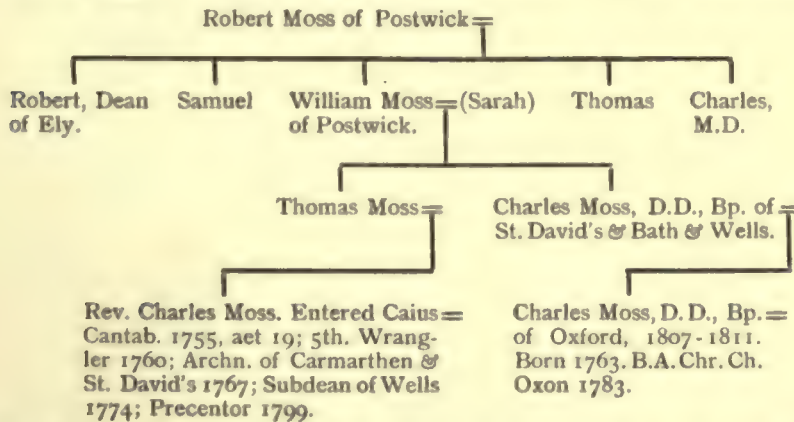 Robert Moss of Postwick=
Robert, Dean of Ely.
Samuel
William Moss=(Sarah) of Postwick.
Thomas
Charles, M.D.
Thomas Moss=
Charles Moss, D.D., Bp. of=
St. David's & Bath & Wells.
Rev. Charles Moss. Entered Caius=
Cantab. 1755, aet 19; 5th. Wrang-
ler 1760; Archn. of Carmarthen &
St. David's 1767; Subdean of Wells
1774; Precentor 1799.
Charles Moss, D.D., Bp.=
of Oxford, 1807-1811.
Born 1763. B.A. Chr. Ch.
Oxon 1783.